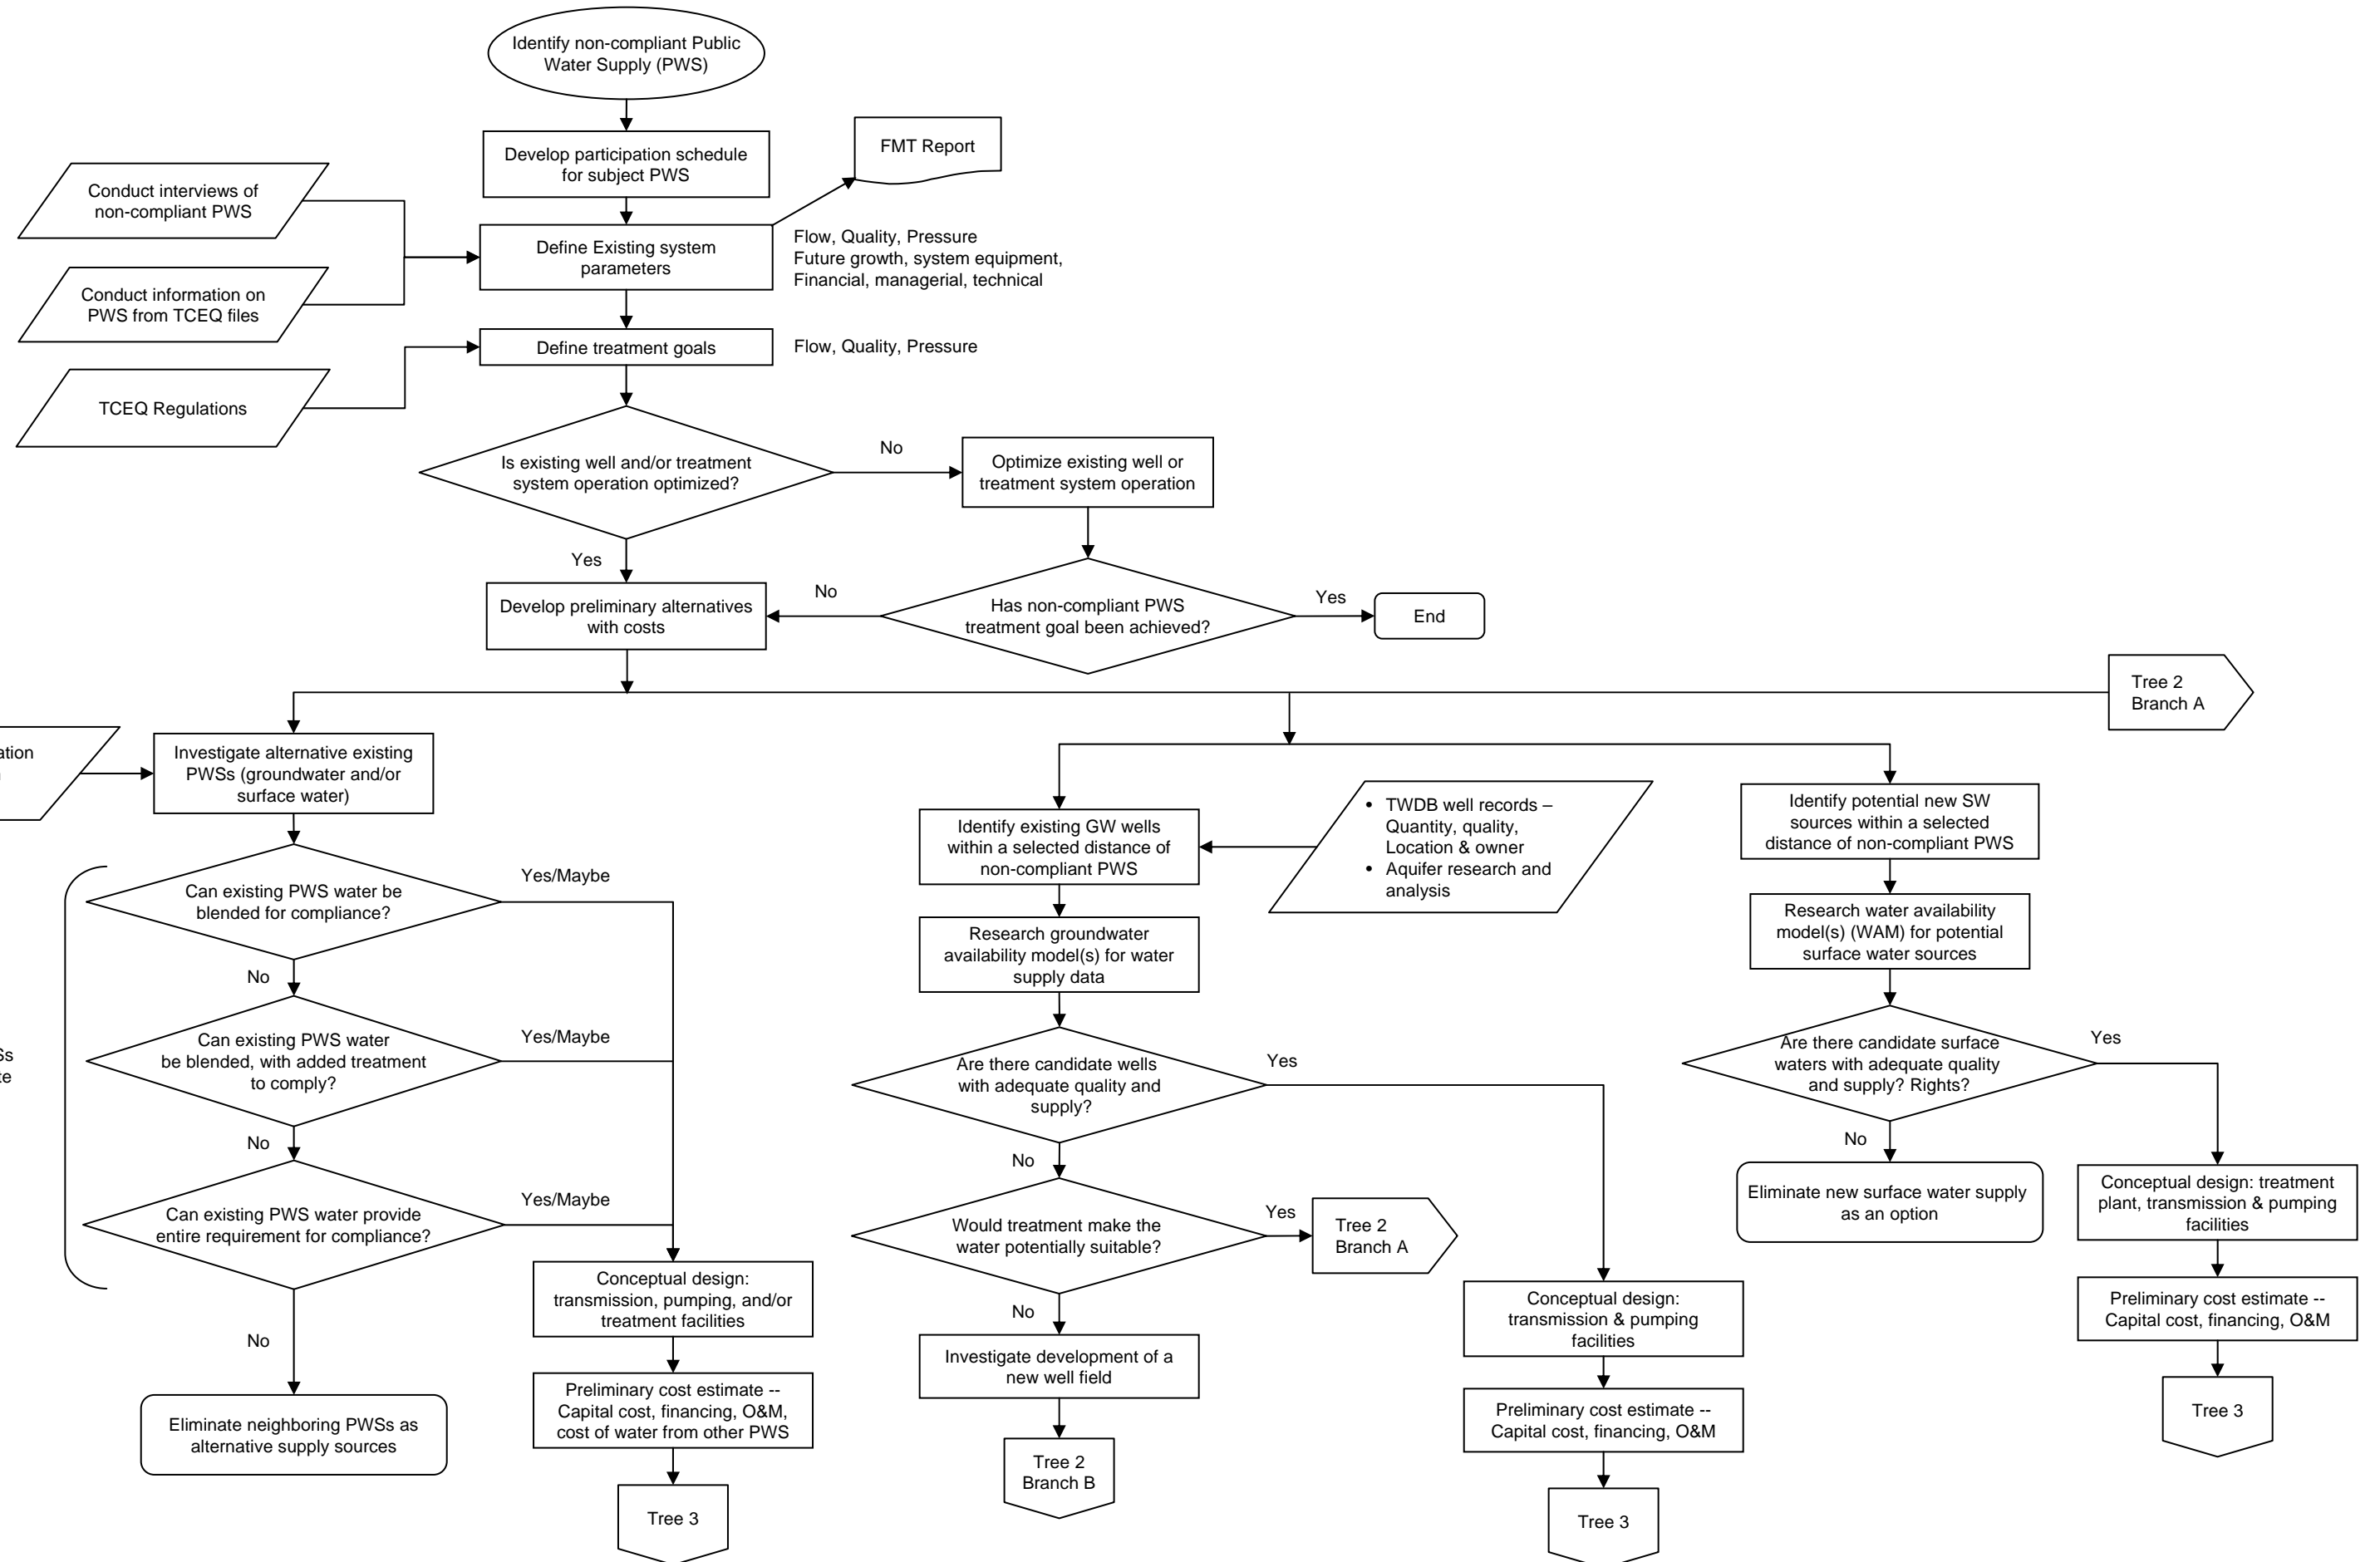 Identify non-compliant Public
Water Supply (PWS)
Develop participation schedule
for subject PWS
FMT Report
Conduct interviews of
non-compliant PWS
Define Existing system
parameters
Flow, Quality, Pressure
Future growth, system equipment,
Financial, managerial, technical
Conduct information on
PWS from TCEQ files
Define treatment goals
Flow, Quality, Pressure
TCEQ Regulations
Is existing well and/or treatment
system operation optimized?
No
Optimize existing well or
treatment system operation
Yes
Develop preliminary alternatives
with costs
No
Has non-compliant PWS
treatment goal been achieved?
Yes
End
Tree 2
Branch A
Investigate alternative existing
PWSs (groundwater and/or
surface water)
Can existing PWS water be
blended for compliance?
Yes/Maybe
No
Can existing PWS water
be blended, with added treatment
to comply?
Yes/Maybe
No
Can existing PWS water provide
entire requirement for compliance?
Yes/Maybe
No
Eliminate neighboring PWSs as
alternative supply sources
Conceptual design:
transmission, pumping, and/or
treatment facilities
Preliminary cost estimate --
Capital cost, financing, O&M,
cost of water from other PWS
Tree 3
Identify existing GW wells
within a selected distance of
non-compliant PWS
• TWDB well records –
Quantity, quality,
Location & owner
• Aquifer research and
analysis
Research groundwater
availability model(s) for water
supply data
Are there candidate wells
with adequate quality and
supply?
Yes
No
Would treatment make the
water potentially suitable?
Yes
Tree 2
Branch A
No
Investigate development of a
new well field
Tree 2
Branch B
Conceptual design:
transmission & pumping
facilities
Preliminary cost estimate --
Capital cost, financing, O&M
Tree 3
Identify potential new SW
sources within a selected
distance of non-compliant PWS
Research water availability
model(s) (WAM) for potential
surface water sources
Are there candidate surface
waters with adequate quality
and supply? Rights?
Yes
No
Eliminate new surface water supply
as an option
Conceptual design: treatment
plant, transmission & pumping
facilities
Preliminary cost estimate --
Capital cost, financing, O&M
Tree 3